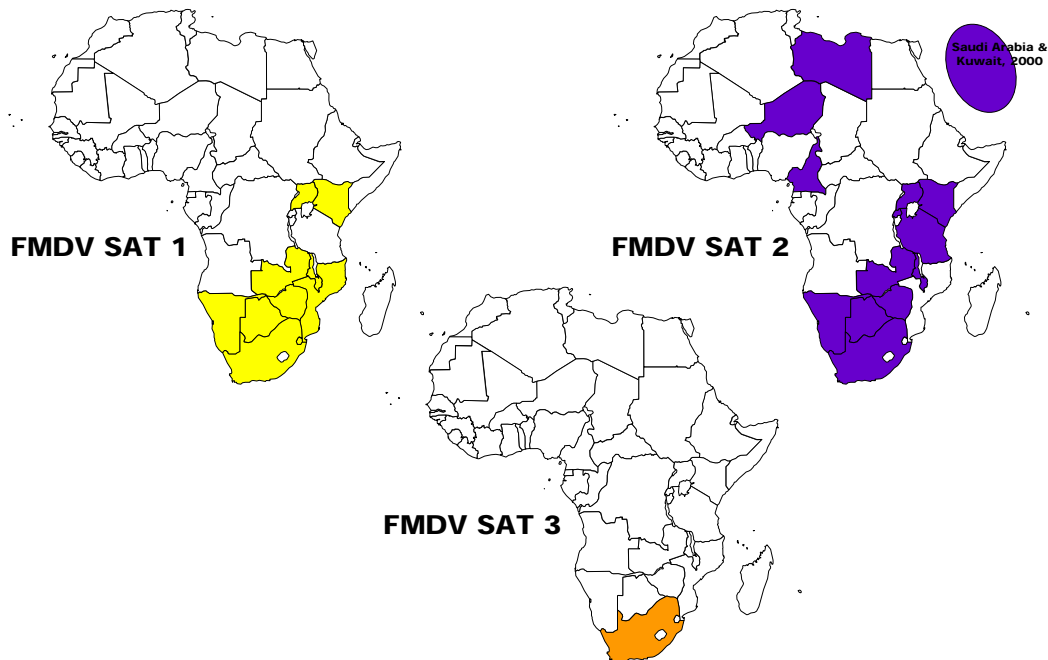 Saudi Arabia &
Kuwait, 2000
FMDV SAT 1
FMDV SAT 2
FMDV SAT 3